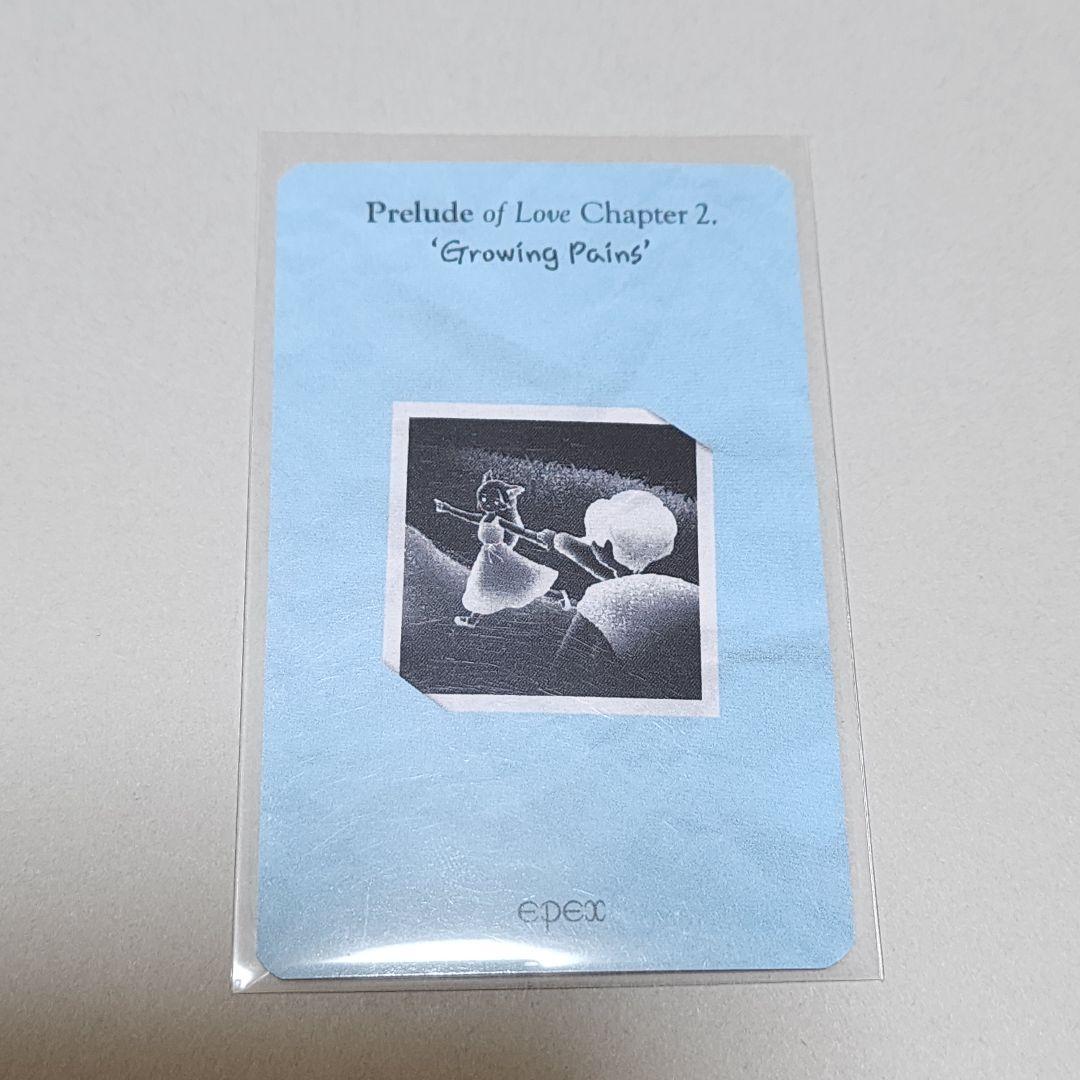 Prelude of Love Chapter 2.
‘Growing Pains’
epex